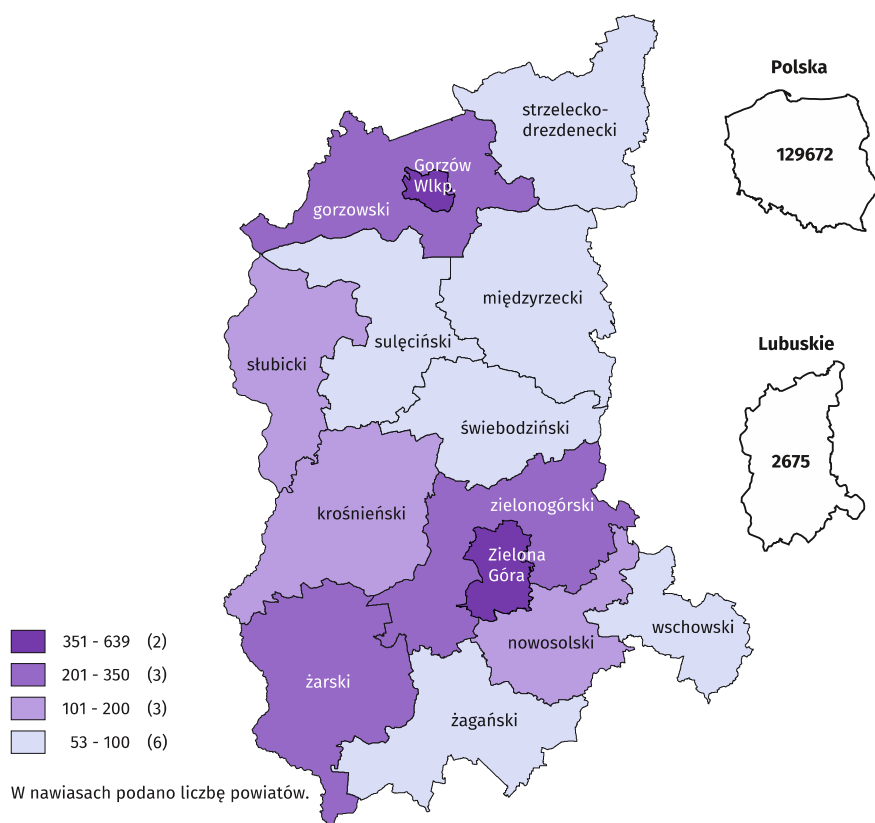 strzelecko-
drezdenecki
Polska
129672
Gorzów
Wlkp.
gorzowski
międzyrzecki
sulęciński
słubicki
Lubuskie
2675
świebodziński
krośnieński
zielonogórski
Zielona
Góra
wschowski
nowosolski
żarski
żagański
351 - 639 (2)
201 - 350 (3)
101 - 200 (3)
53 - 100 (6)
W nawiasach podano liczbę powiatów.